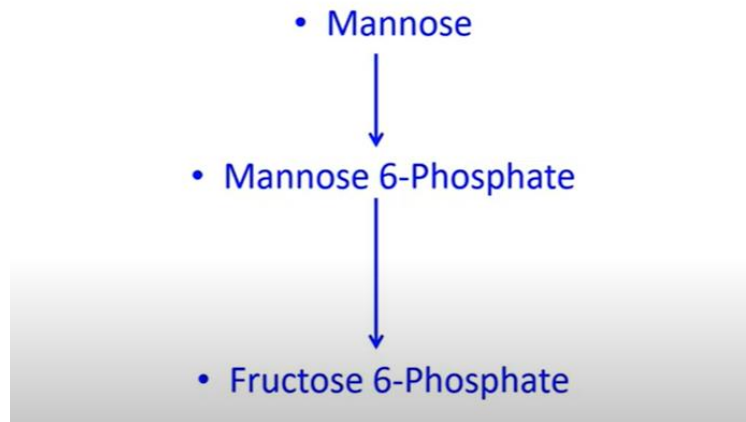 • Mannose
• Mannose 6-Phosphate
• Fructose 6-Phosphate